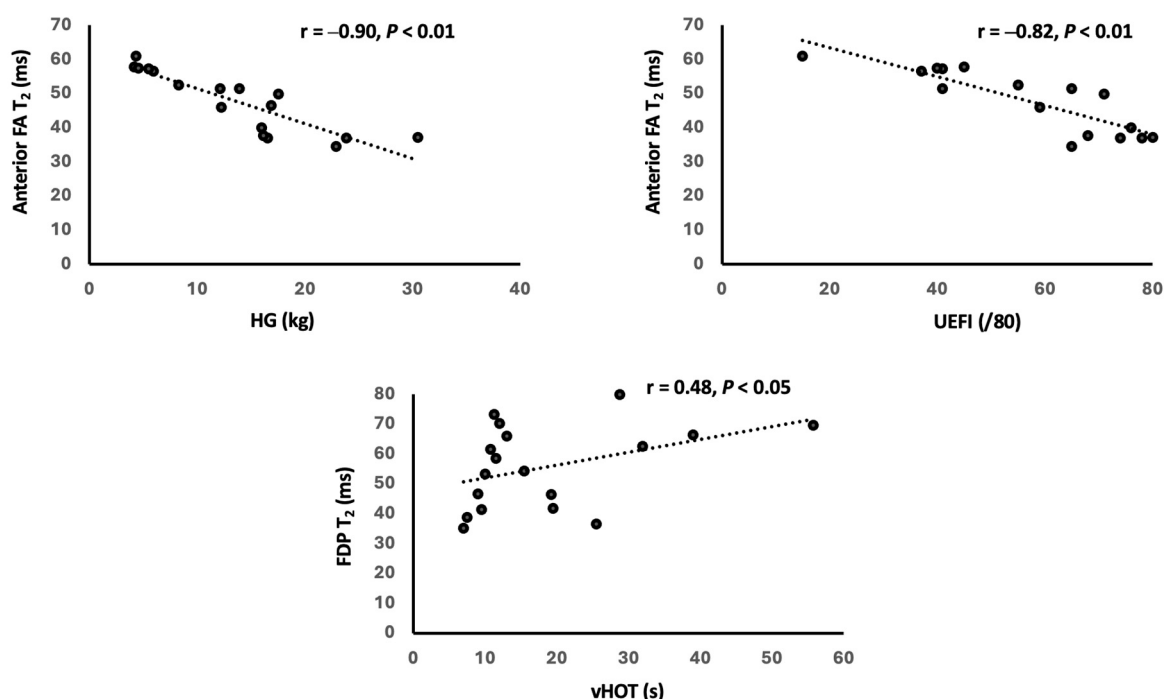 r = –0.90, P < 0.01
Anterior FA T₂ (ms)
70
60
50
40
30
20
10
0
0 10 20 30 40
HG (kg)
r = –0.82, P < 0.01
Anterior FA T₂ (ms)
70
60
50
40
30
20
10
0
0 20 40 60 80
UEFI (/80)
r = 0.48, P < 0.05
FDP T₂ (ms)
80
70
60
50
40
30
20
10
0
0 10 20 30 40 50 60
vHOT (s)